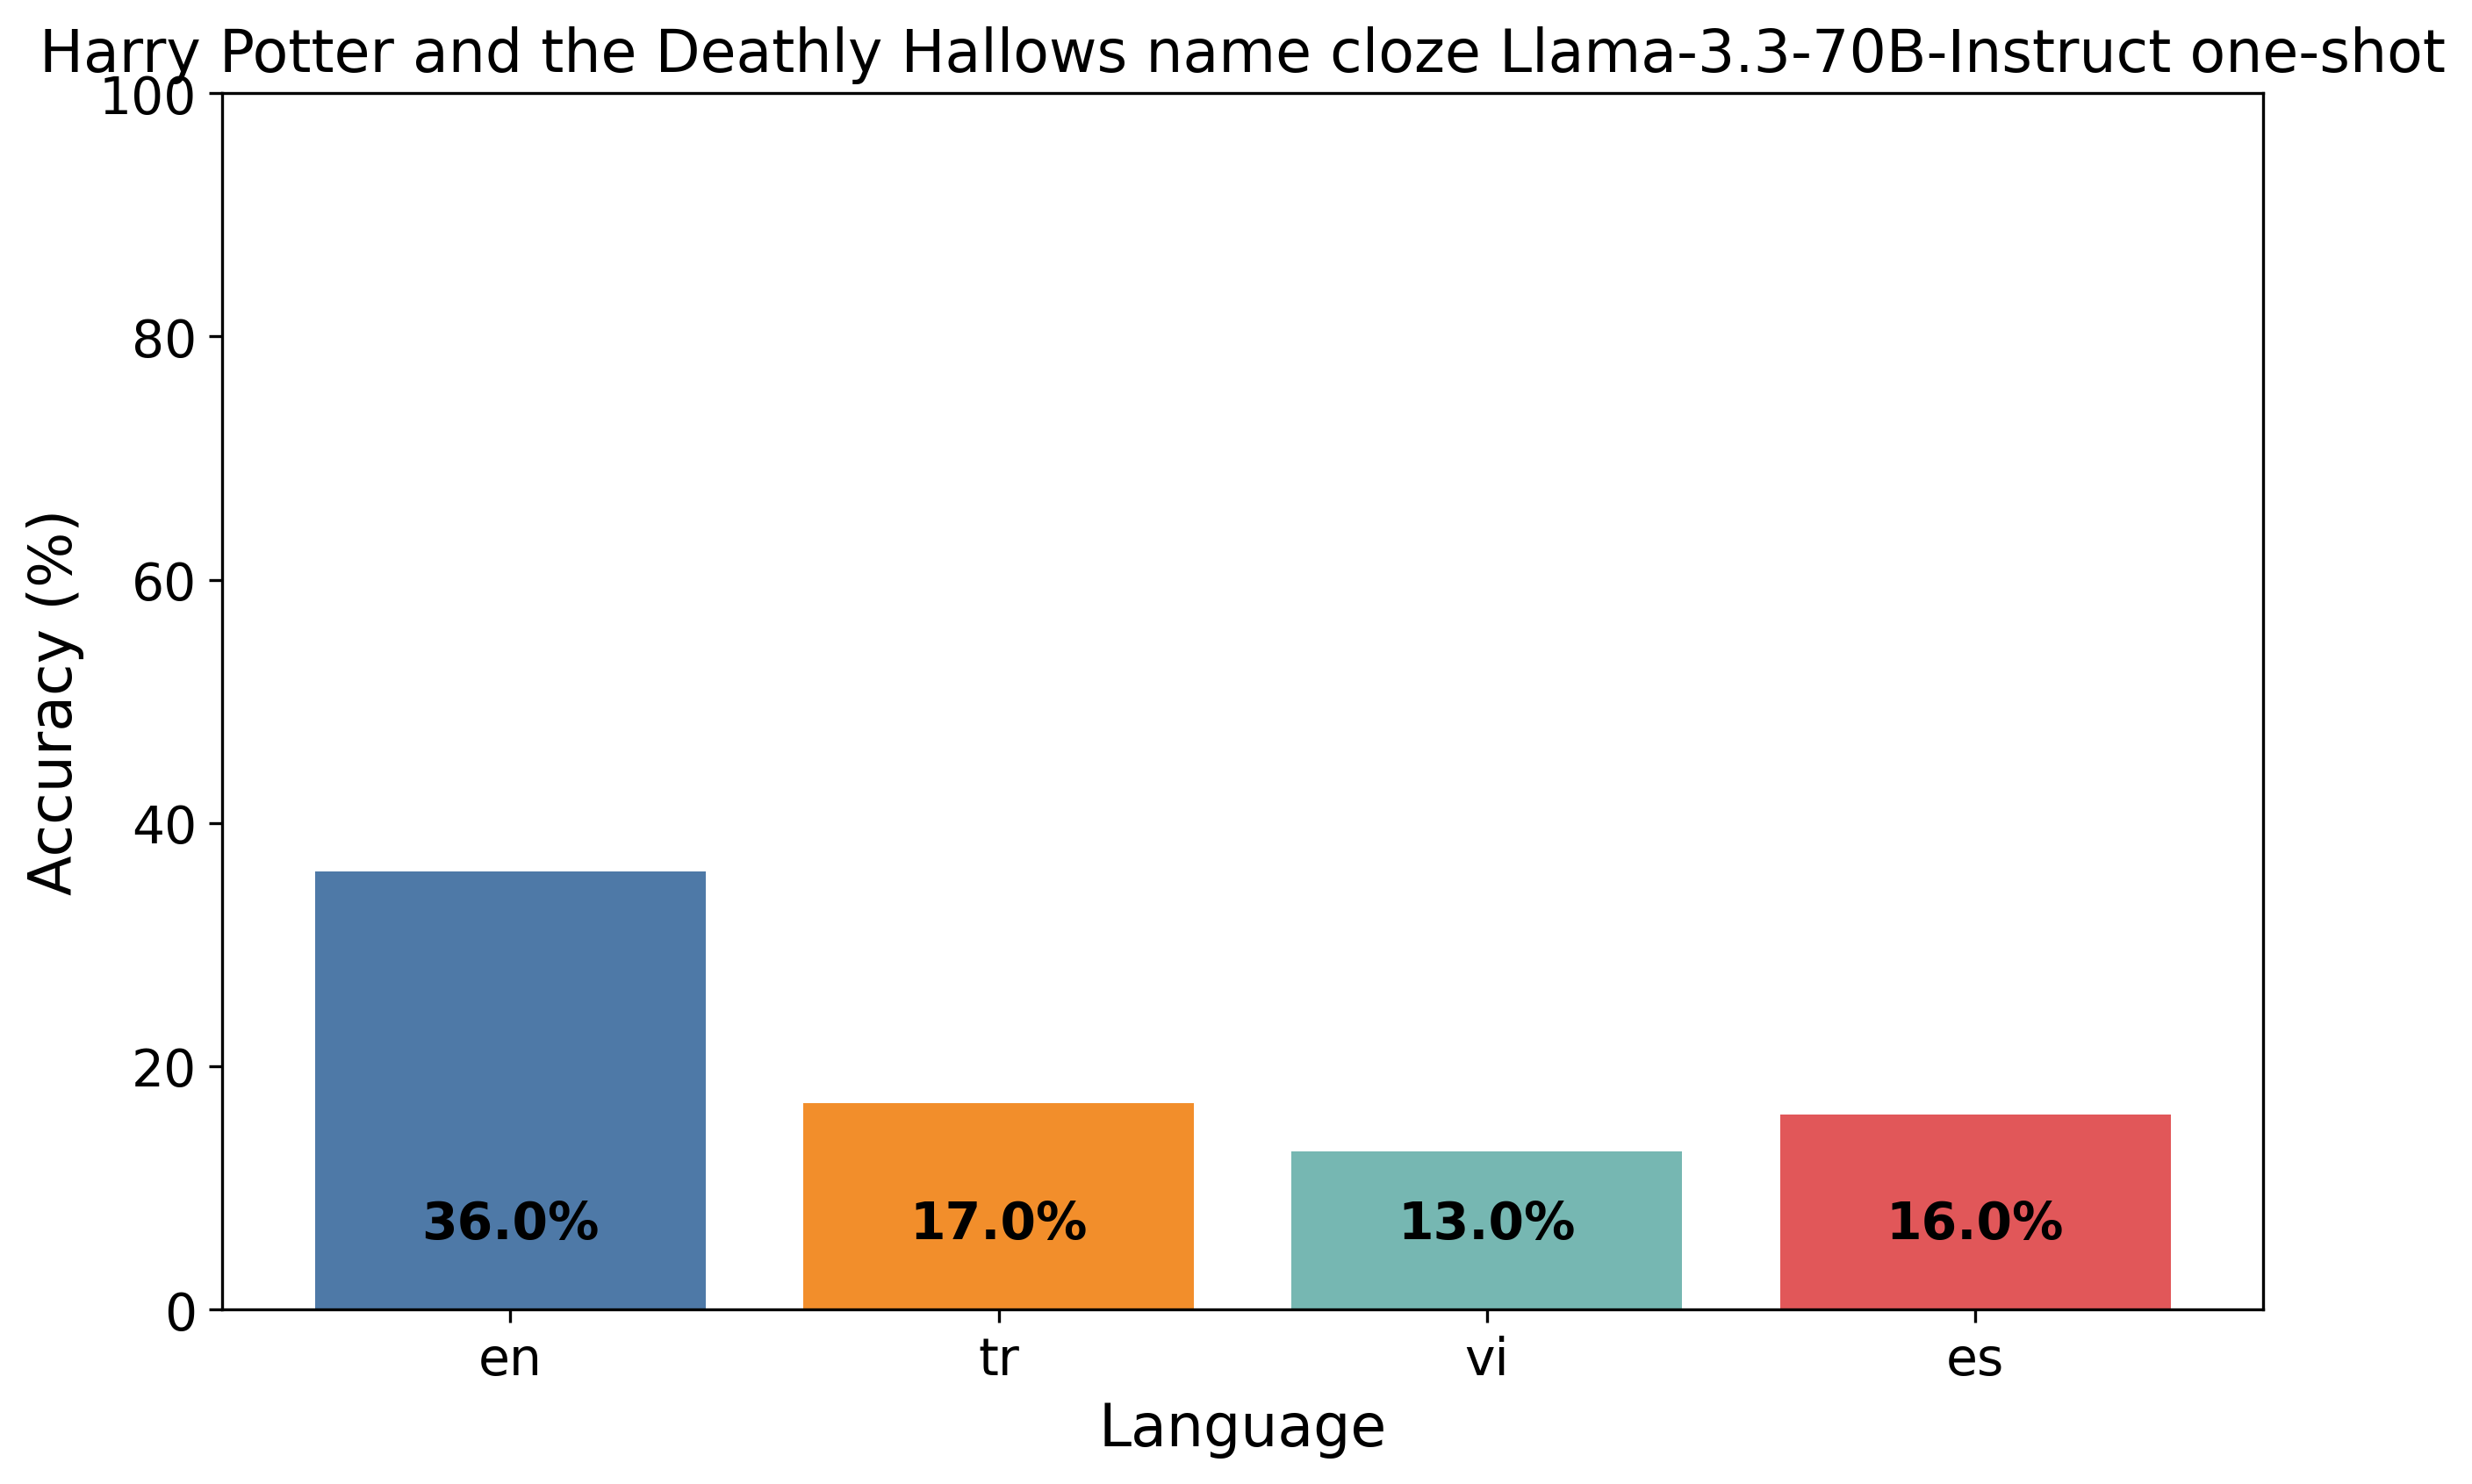 Harry Potter and the Deathly Hallows name cloze Llama-3.3-70B-Instruct one-shot
100
80
60
40
20
0
Accuracy (%)
36.0%
17.0%
13.0%
16.0%
en
tr
vi
es
Language